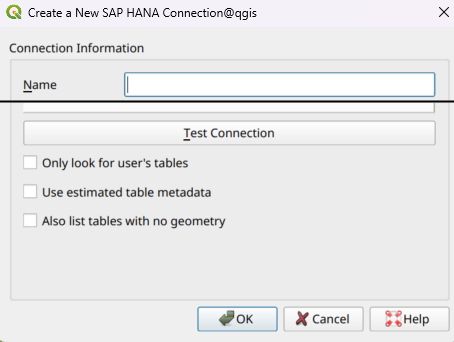 Create a New SAP HANA Connection@qgis
Connection Information
Name
Test Connection
Only look for user's tables
Use estimated table metadata
Also list tables with no geometry
OK Cancel Help